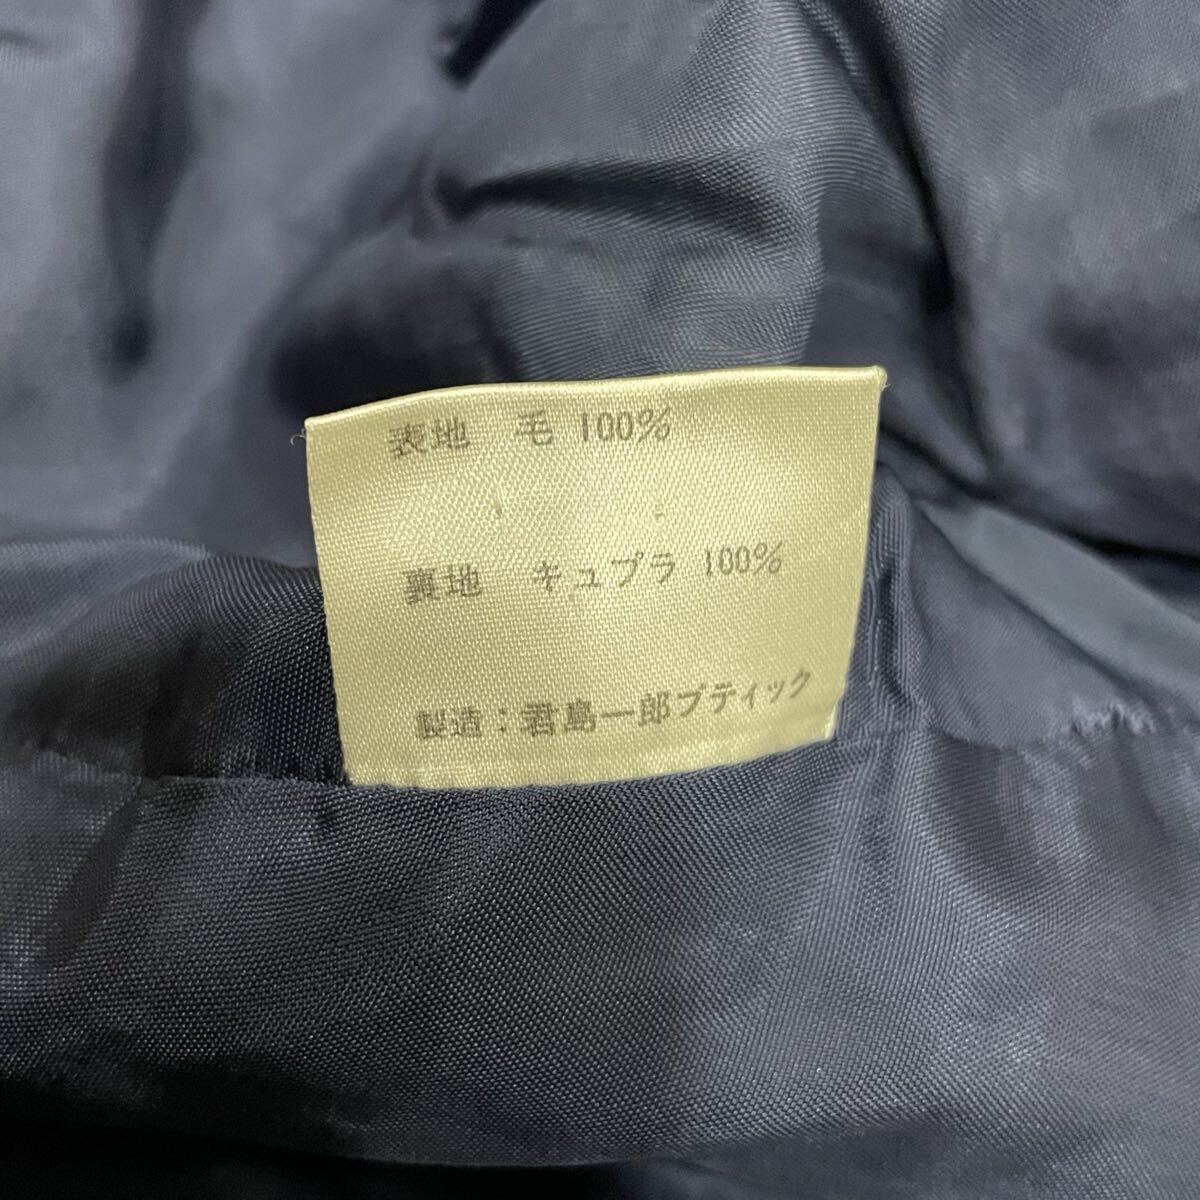 表地 毛 100%
裏地 キュプラ 100%
製造：君島一郎ブティック